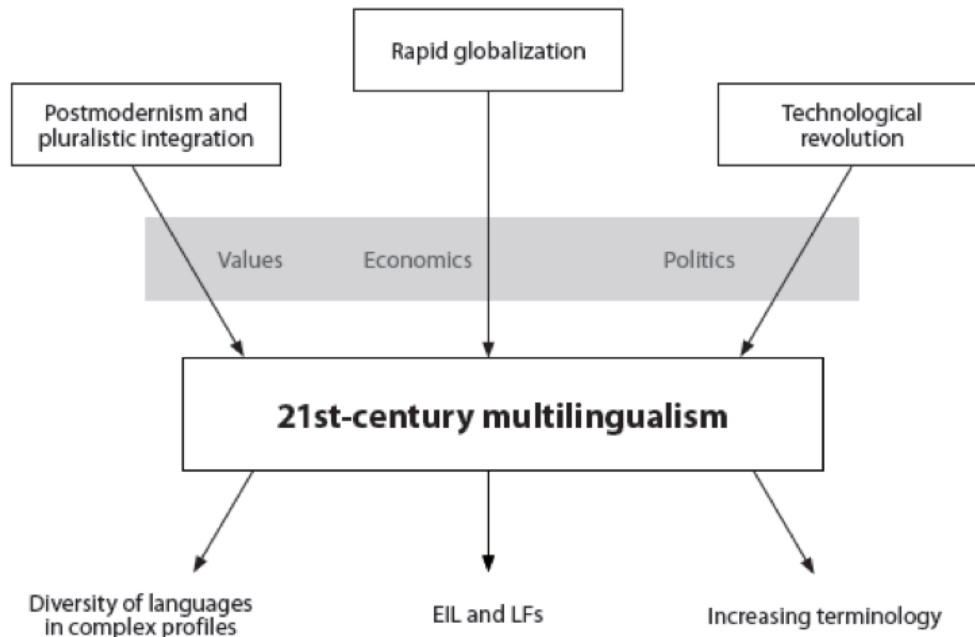 Rapid globalization
Postmodernism and
pluralistic integration
Technological
revolution
Values
Economics
Politics
21st-century multilingualism
Diversity of languages
in complex profiles
EIL and LFs
Increasing terminology